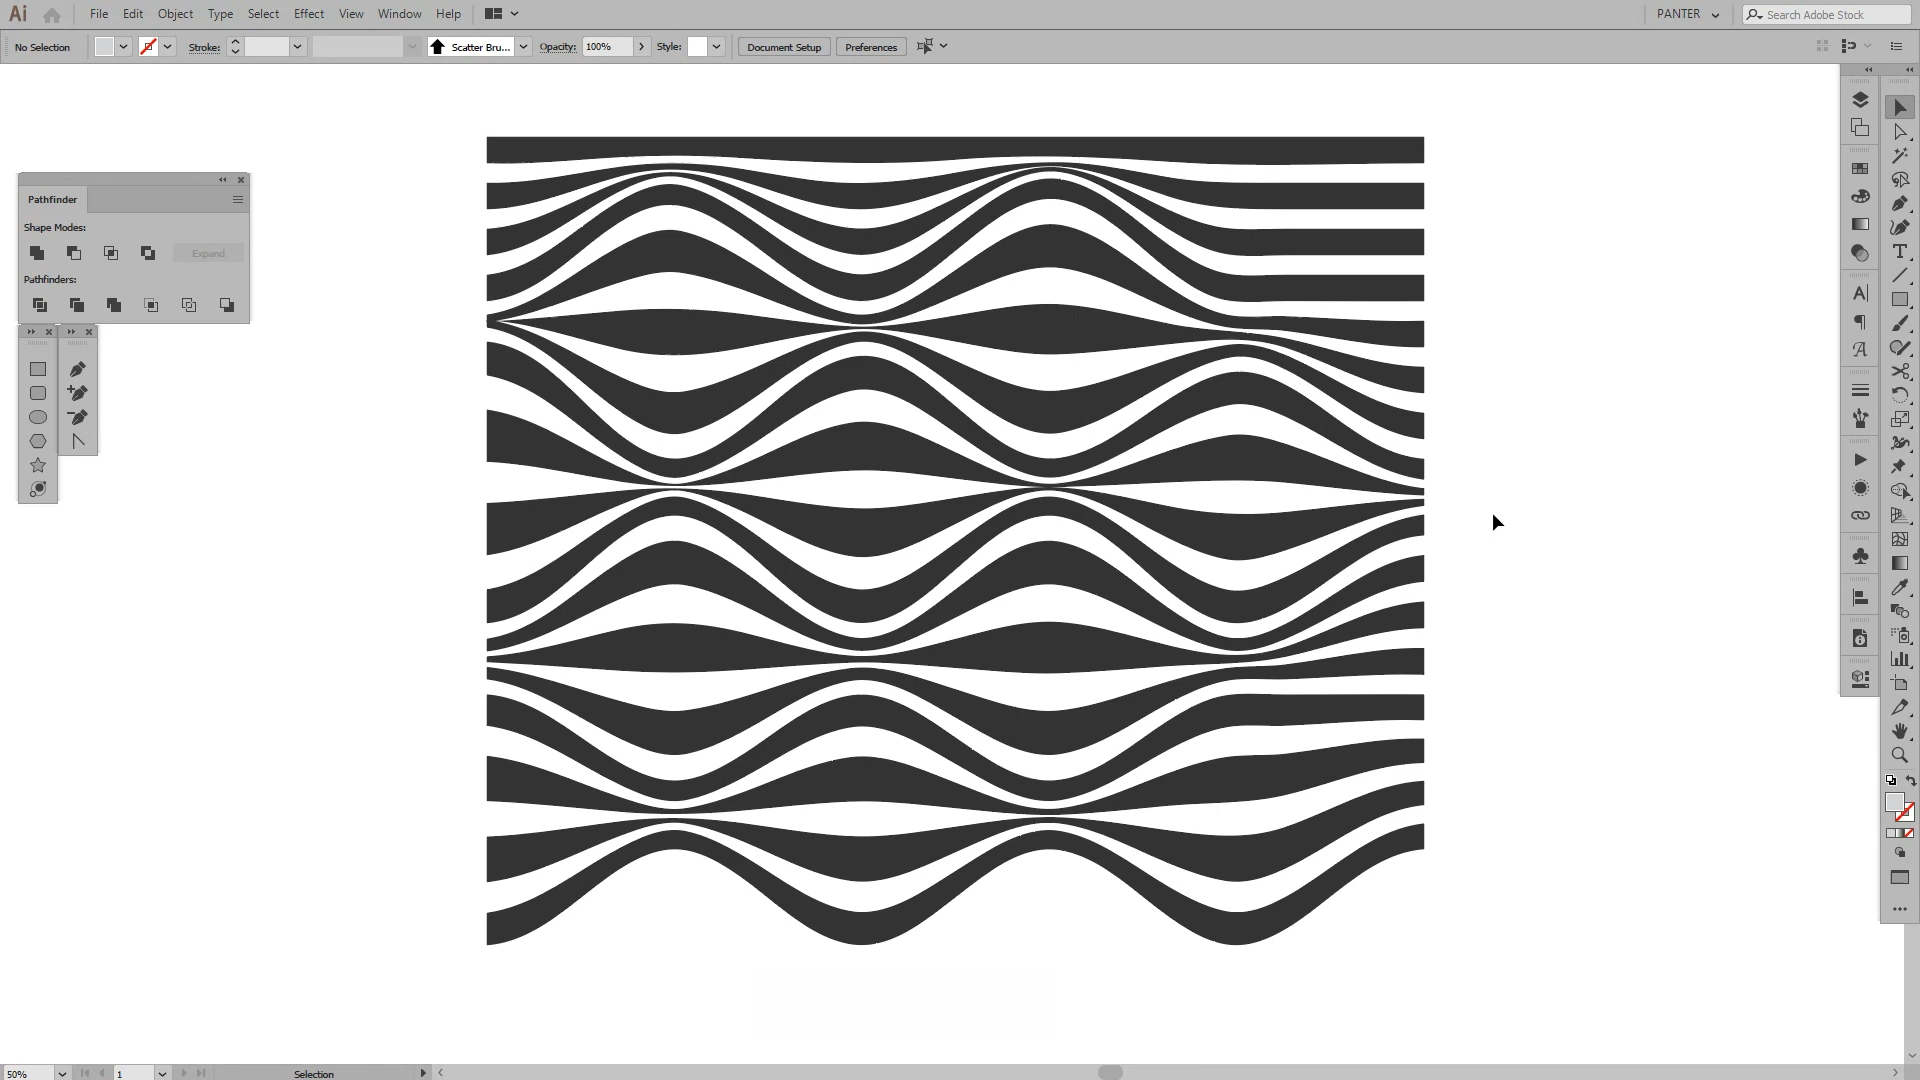 Ai File Edit Object Type Select Effect View Window Help PANTER Search Adobe Stock
No Selection Stroke: Scatter Bru... Opacity: 100% Style: Document Setup Preferences
Pathfinder
Shape Modes:
Expand
Pathfinders:
50% 1 Selection